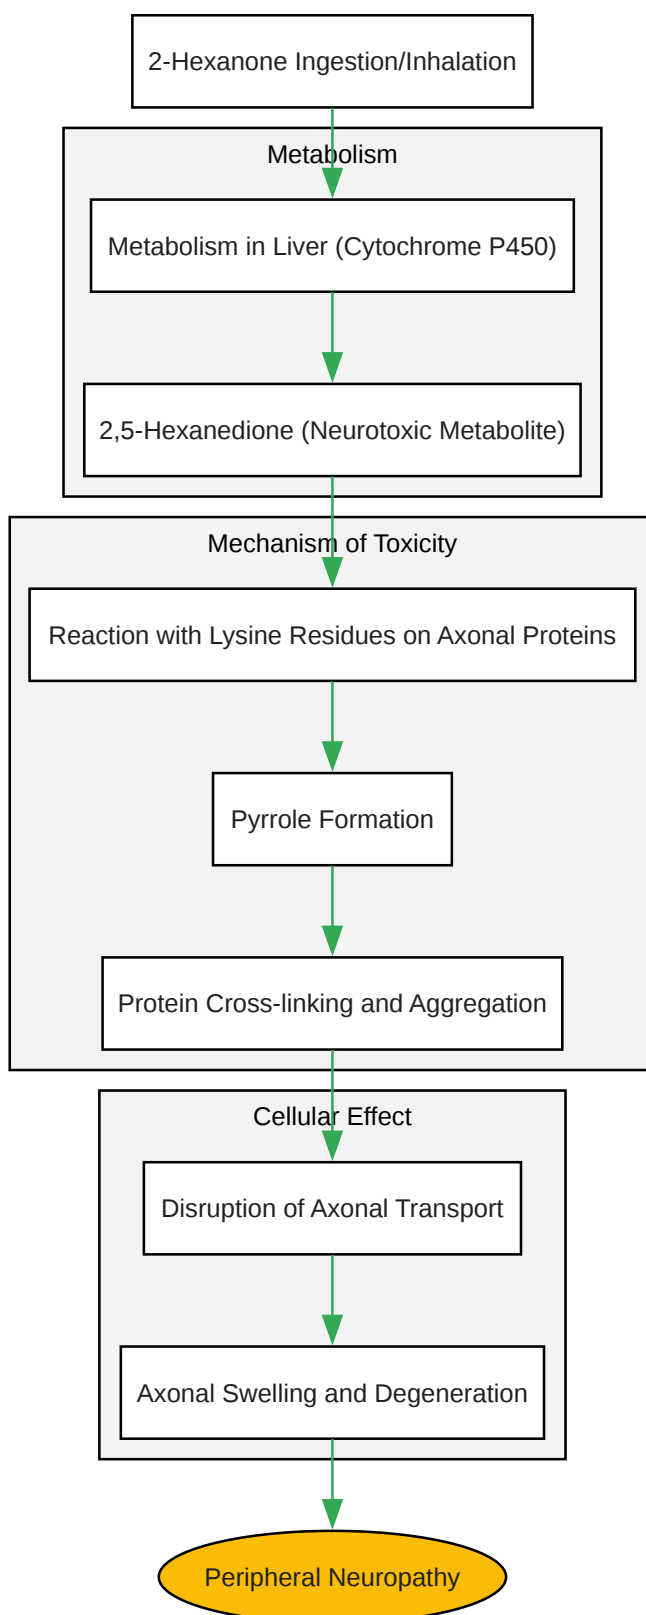 2-Hexanone Ingestion/Inhalation
Metabolism
Metabolism in Liver (Cytochrome P450)
2,5-Hexanedione (Neurotoxic Metabolite)
Mechanism of Toxicity
Reaction with Lysine Residues on Axonal Proteins
Pyrrole Formation
Protein Cross-linking and Aggregation
Cellular Effect
Disruption of Axonal Transport
Axonal Swelling and Degeneration
Peripheral Neuropathy